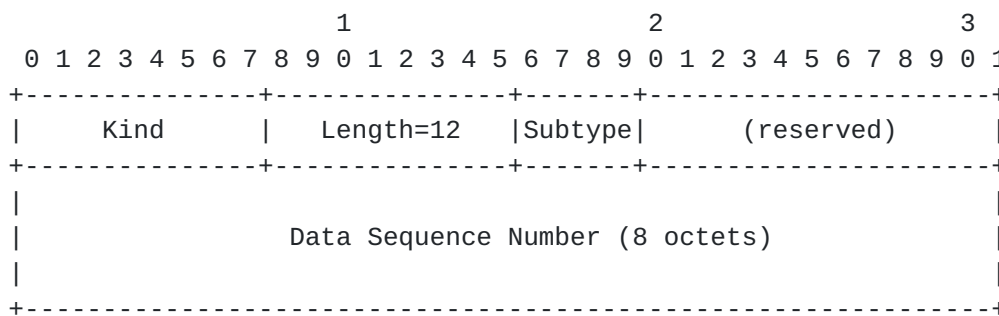 1 2 3
0 1 2 3 4 5 6 7 8 9 0 1 2 3 4 5 6 7 8 9 0 1 2 3 4 5 6 7 8 9 0 1
+---------------+---------------+-------+----------------------+
| Kind | Length=12 |Subtype| (reserved) |
+---------------+---------------+-------+----------------------+
| |
| Data Sequence Number (8 octets) |
| |
+--------------------------------------------------------------+